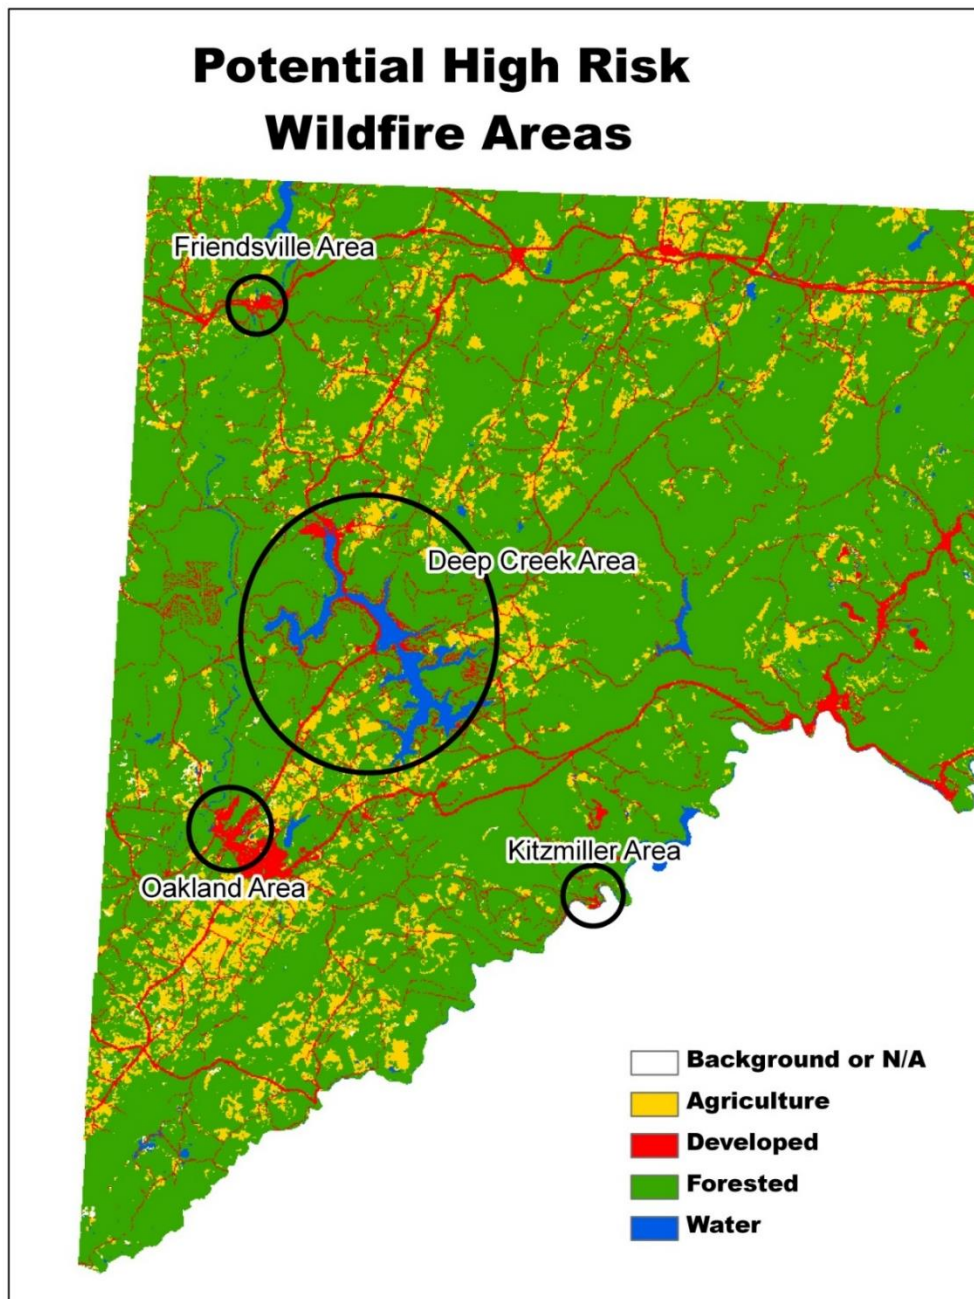 Potential High Risk
Wildfire Areas
Friendsville Area
Deep Creek Area
Kitzmiller Area
Oakland Area
Background or N/A
Agriculture
Developed
Forested
Water